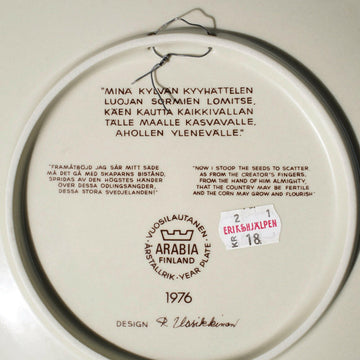 "MINA KYLVÄN KYYHÄTTELEN
LUOJAN SORMIEN LOMITSE,
KÄEN KAUTTA KAIKKIVALLAN
TÄLLE MAALLE KASVAVALLE,
AHOLLEN YLENEVÄLLE."
"FRAMÅTBÖJD JAG SÅR MITT SÄDE
MÅ DET GÅ MED SKAPARNS BISTÅND,
SPRIDAS AV DEN HÖGSTES HÄNDER
ÖVER DESSA ODLINGSÄNGDER,
DESSA STORA SVEDJELANDEN!"
"NOW I STOOP THE SEEDS TO SCATTER
AS FROM THE CREATOR'S FINGERS,
FROM THE HAND OF HIM ALMIGHTY,
THAT THE COUNTRY MAY BE FERTILE
AND THE CORN MAY GROW AND FLOURISH"
VUOSILAUTANEN
ARABIA
FINLAND
ÅRSTALLRIK-YEAR PLATE
2 1
ERIKSHJÄLPEN
KR 18
1976
DESIGN R. Uosikkinen